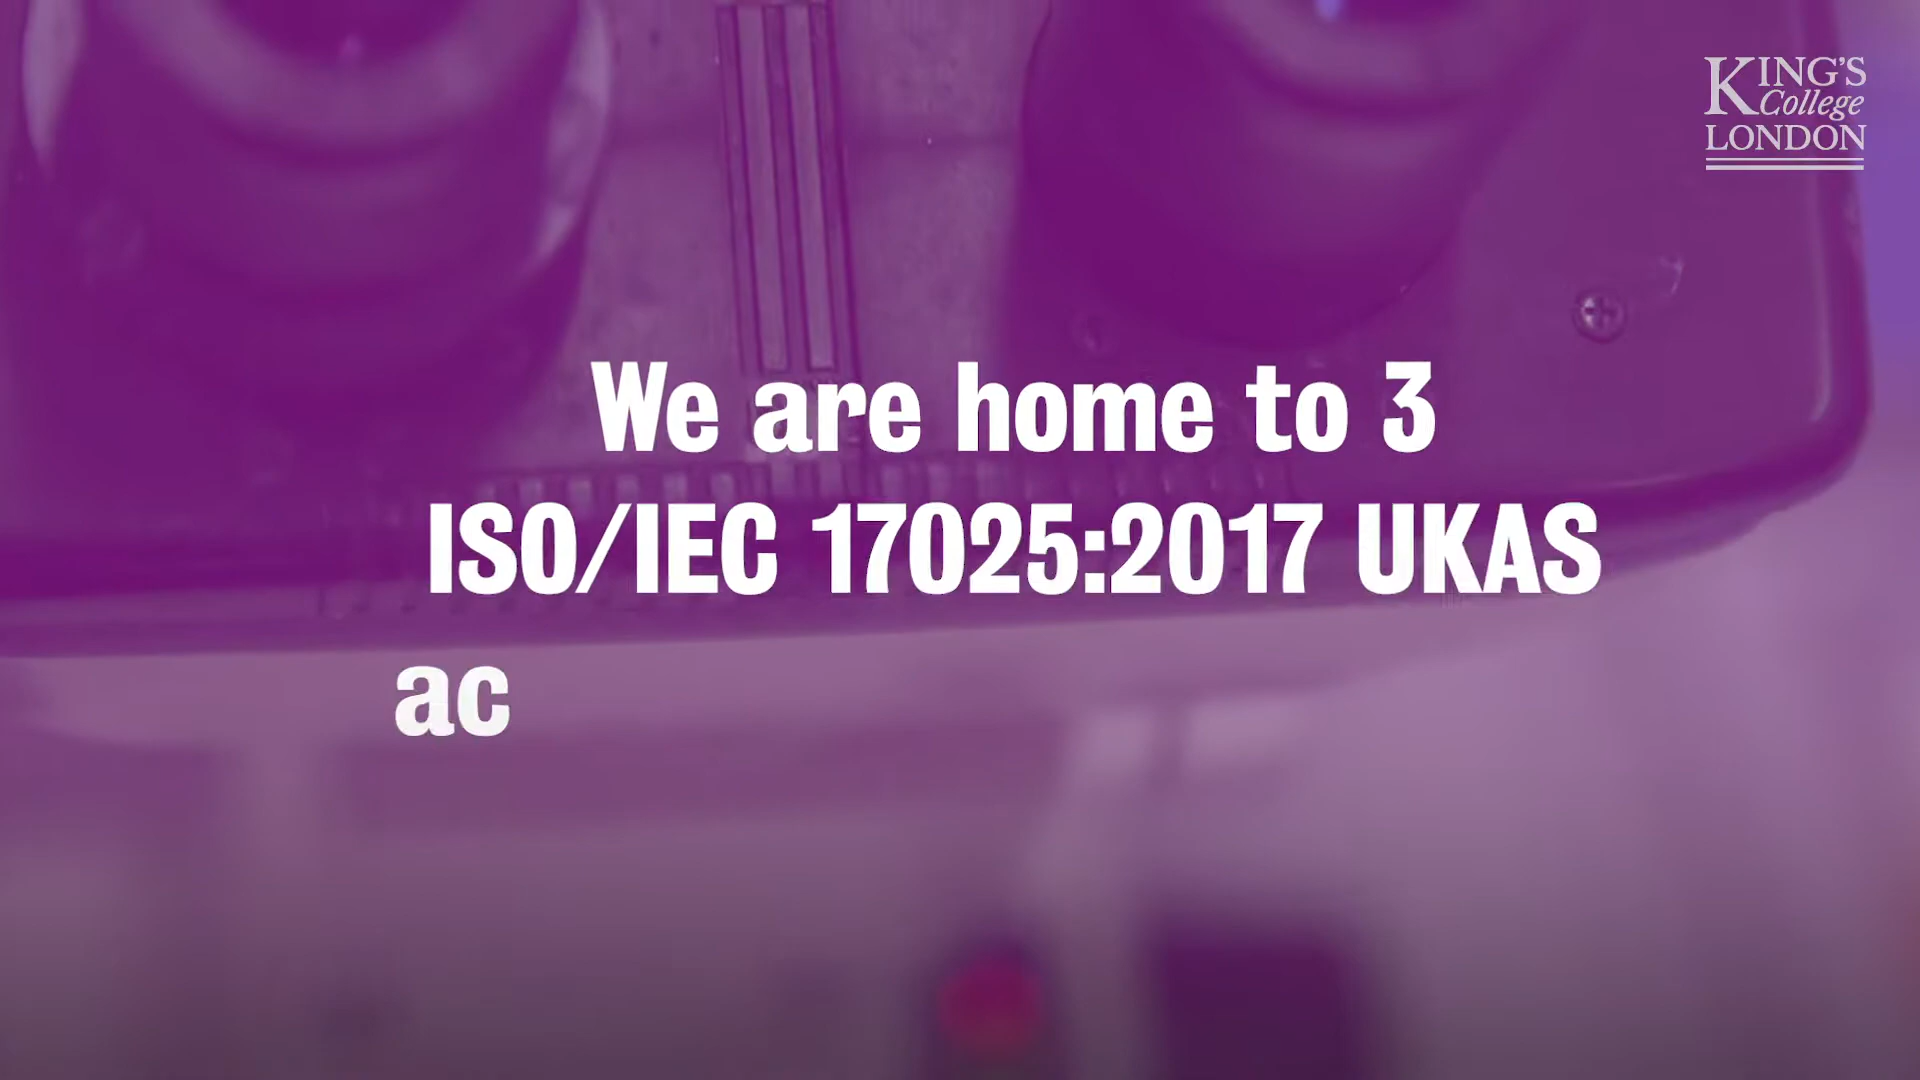 KING'S
College
LONDON
We are home to 3
ISO/IEC 17025:2017 UKAS
ac